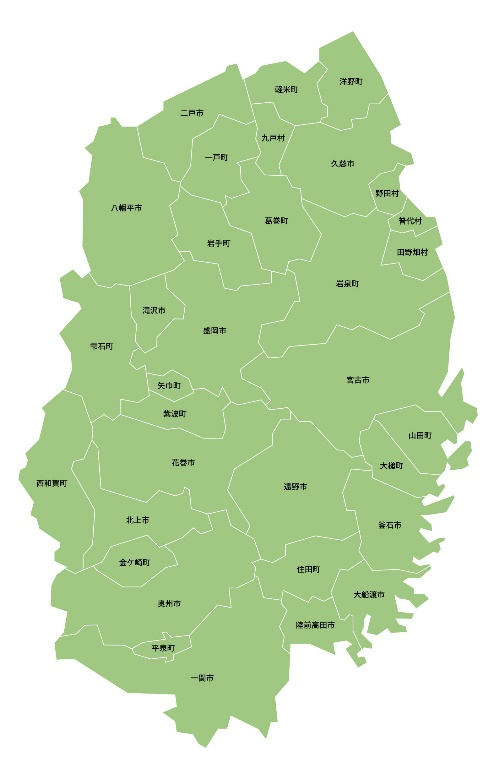 洋野町
軽米町
二戸市
九戸村
一戸町
久慈市
野田村
八幡平市
普代村
葛巻町
岩手町
田野畑村
岩泉町
滝沢市
盛岡市
雫石町
宮古市
矢巾町
紫波町
山田町
花巻市
大槌町
西和賀町
遠野市
北上市
釜石市
金ケ崎町
住田町
大船渡市
奥州市
陸前高田市
平泉町
一関市